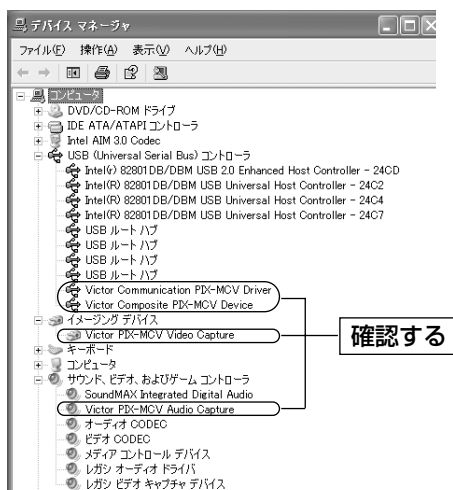 デバイス マネージャ
ファイル(F) 操作(A) 表示(V) ヘルプ(H)
コンピュータ
DVD/CD-ROM ドライブ
IDE ATA/ATAPI コントローラ
Intel AIM 3.0 Codec
USB (Universal Serial Bus) コントローラ
Intel(r) 82801DB/DBM USB 2.0 Enhanced Host Controller - 24CD
Intel(R) 82801DB/DBM USB Universal Host Controller - 24C2
Intel(R) 82801DB/DBM USB Universal Host Controller - 24C4
Intel(R) 82801DB/DBM USB Universal Host Controller - 24C7
USB ルート ハブ
USB ルート ハブ
USB ルート ハブ
USB ルート ハブ
Victor Communication PIX-MCV Driver
Victor Composite PIX-MCV Device
イメージング デバイス
Victor PIX-MCV Video Capture
確認する
キーボード
コンピュータ
サウンド、ビデオ、およびゲーム コントローラ
SoundMAX Integrated Digital Audio
Victor PIX-MCV Audio Capture
オーディオ CODEC
ビデオ CODEC
メディア コントロール デバイス
レガシ オーディオ ドライバ
レガシ ビデオ キャプチャ デバイス